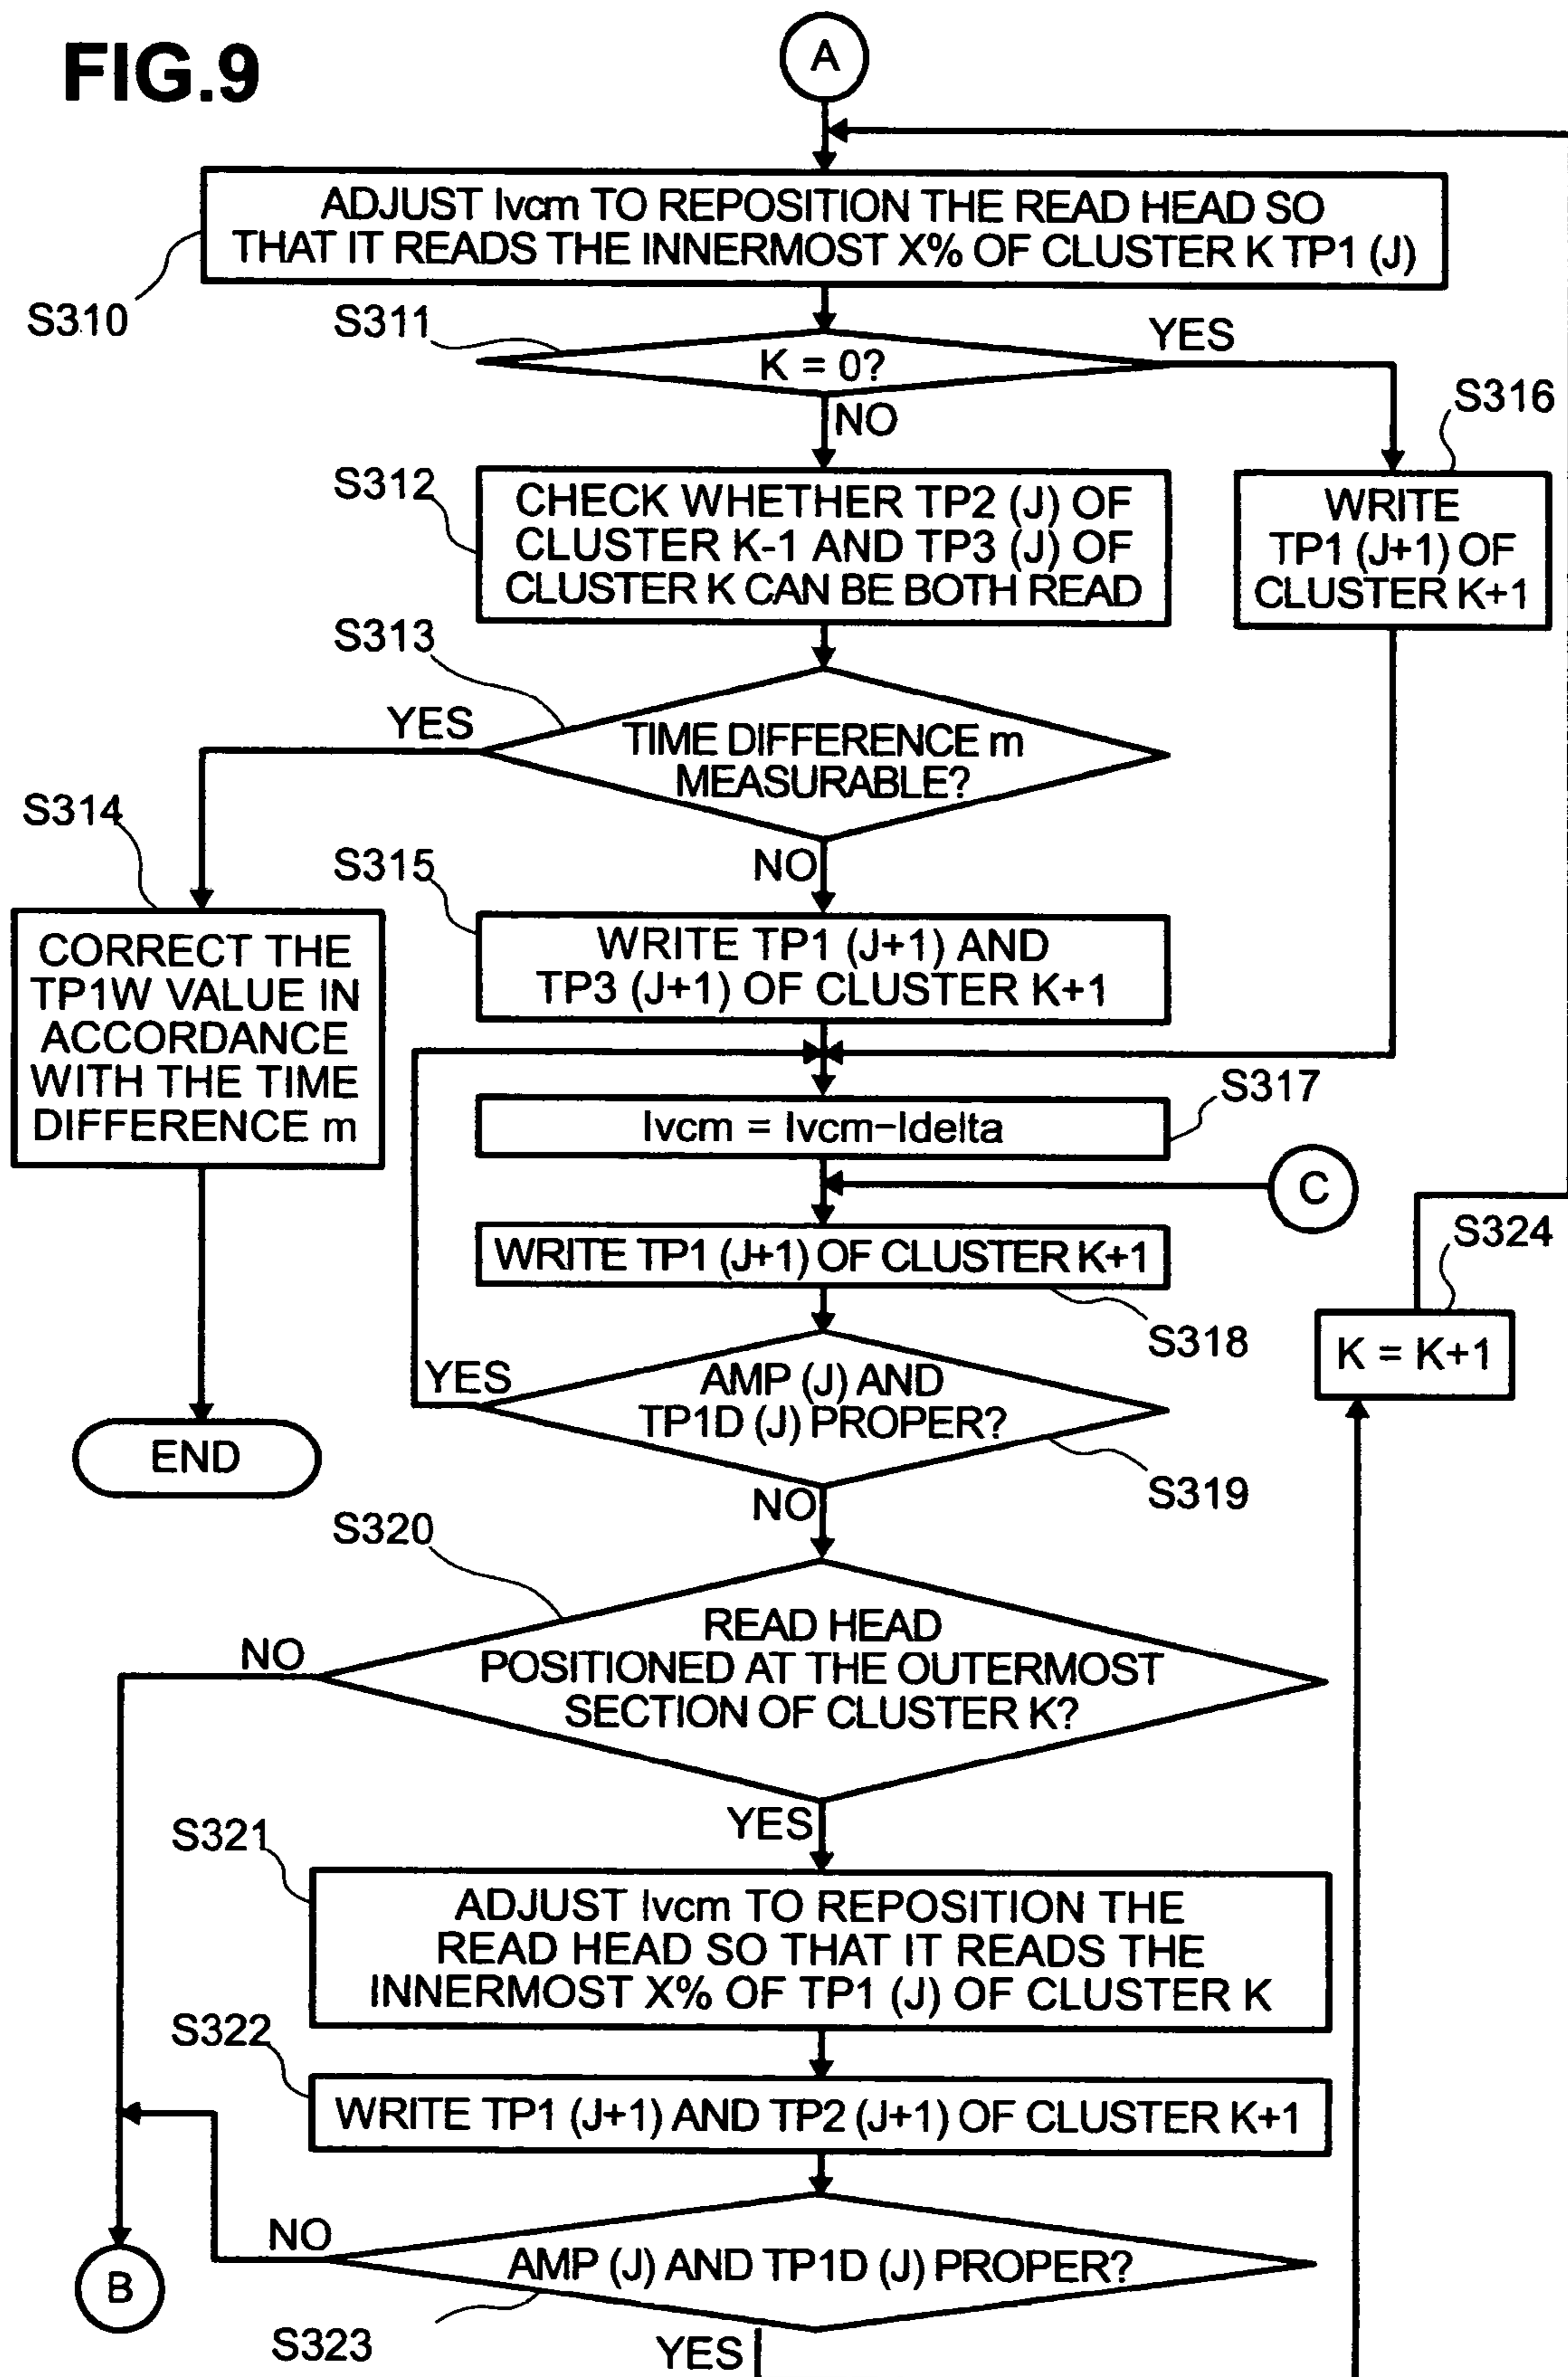 FIG.9
A
ADJUST Ivcm TO REPOSITION THE READ HEAD SO
THAT IT READS THE INNERMOST X% OF CLUSTER K TP1 (J)
S310
S311
YES
K = 0?
NO
S316
S312
CHECK WHETHER TP2 (J) OF
CLUSTER K-1 AND TP3 (J) OF
CLUSTER K CAN BE BOTH READ
WRITE
TP1 (J+1) OF
CLUSTER K+1
S313
YES
TIME DIFFERENCE m
MEASURABLE?
S314
NO
S315
CORRECT THE
TP1W VALUE IN
ACCORDANCE
WITH THE TIME
DIFFERENCE m
WRITE TP1 (J+1) AND
TP3 (J+1) OF CLUSTER K+1
S317
Ivcm = Ivcm-Idelta
C
WRITE TP1 (J+1) OF CLUSTER K+1
S324
S318
K = K+1
YES
AMP (J) AND
TP1D (J) PROPER?
END
S319
NO
S320
NO
READ HEAD
POSITIONED AT THE OUTERMOST
SECTION OF CLUSTER K?
YES
S321
ADJUST Ivcm TO REPOSITION THE
READ HEAD SO THAT IT READS THE
INNERMOST X% OF TP1 (J) OF CLUSTER K
S322
WRITE TP1 (J+1) AND TP2 (J+1) OF CLUSTER K+1
NO
AMP (J) AND TP1D (J) PROPER?
B
S323
YES